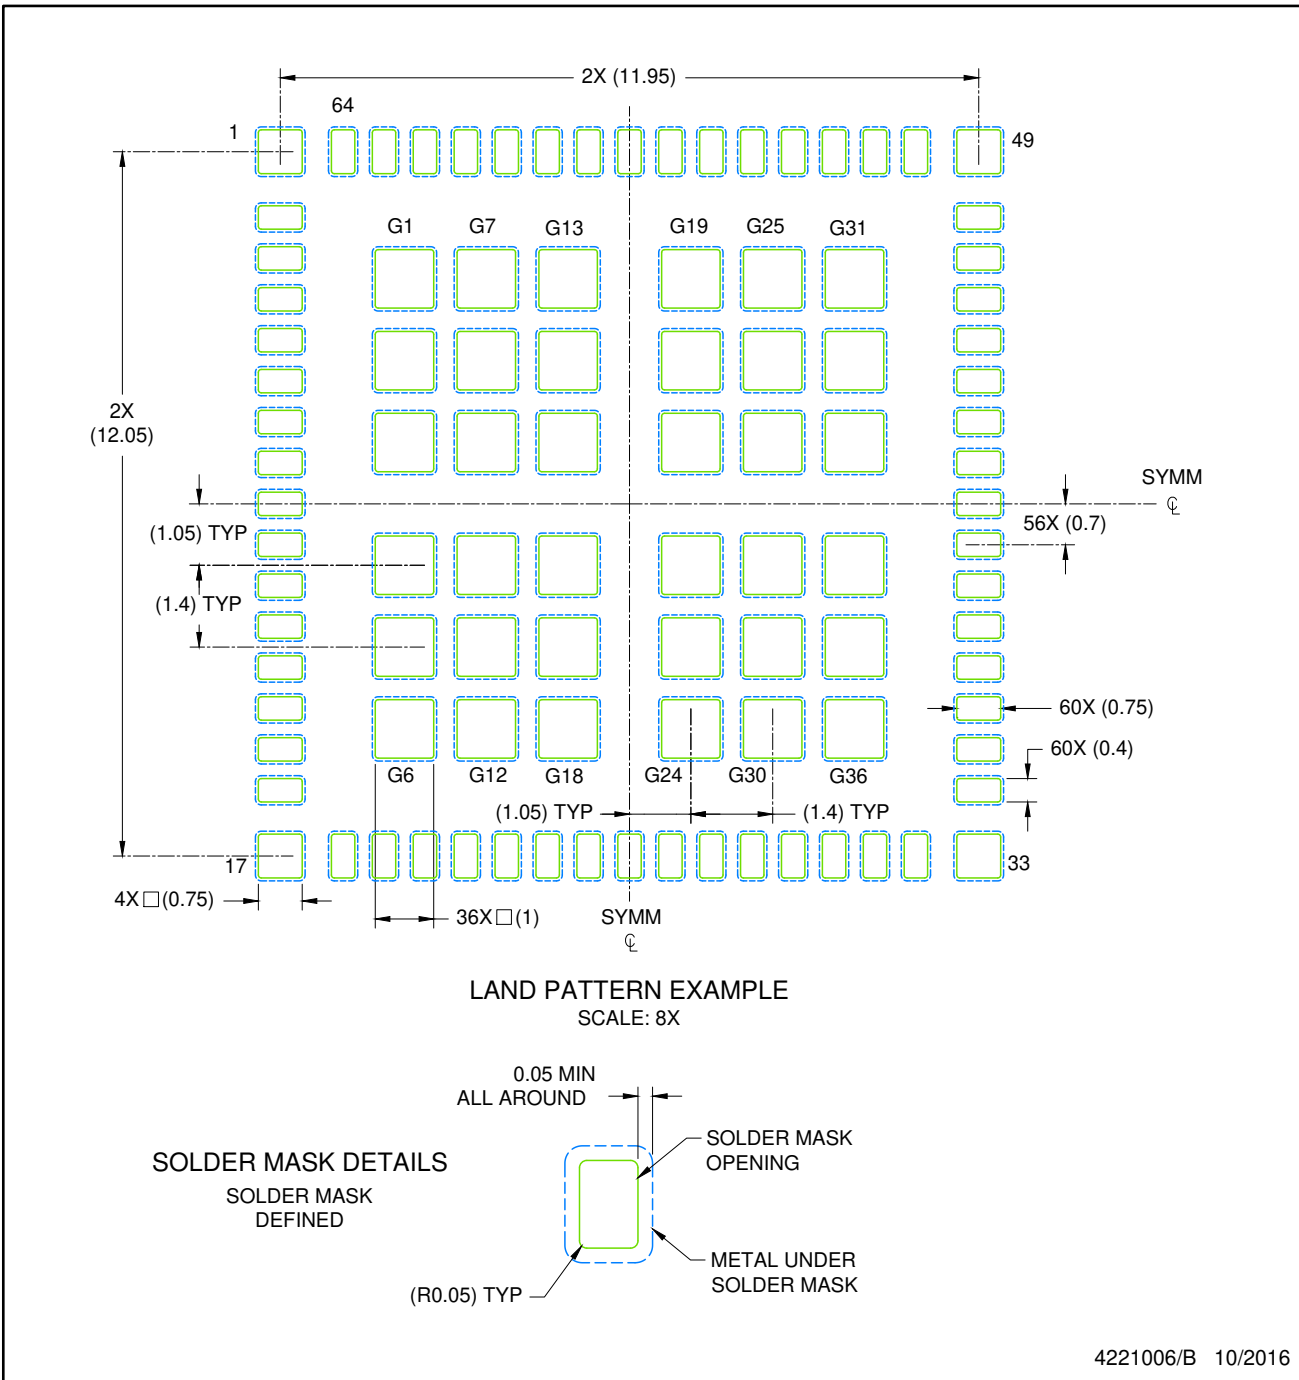 2X (11.95)
64
1
49
G1
G7
G13
G19
G25
G31
2X
(12.05)
SYMM
℄
(1.05) TYP
56X (0.7)
(1.4) TYP
60X (0.75)
60X (0.4)
G6
G12
G18
G24
G30
G36
(1.05) TYP
(1.4) TYP
17
33
4X □ (0.75)
36X □ (1)
SYMM
℄
LAND PATTERN EXAMPLE
SCALE: 8X
0.05 MIN
ALL AROUND
SOLDER MASK
OPENING
SOLDER MASK DETAILS
SOLDER MASK
DEFINED
METAL UNDER
SOLDER MASK
(R0.05) TYP
4221006/B 10/2016